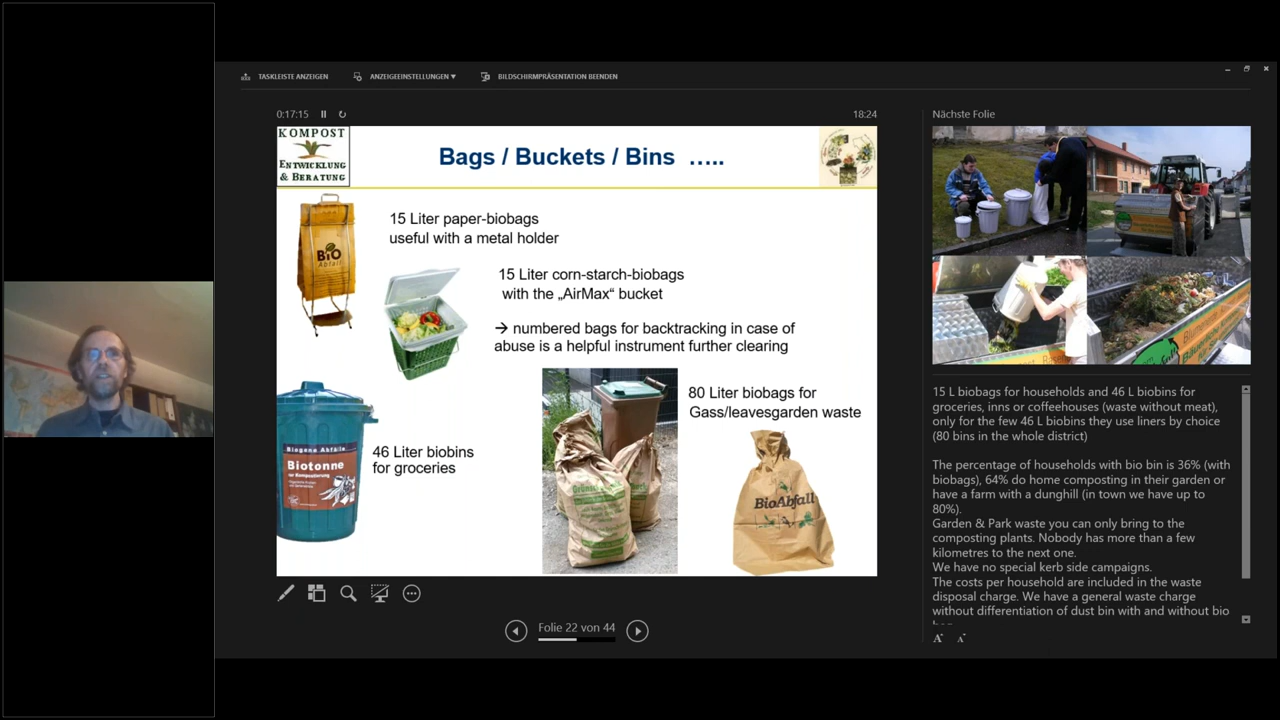 TASKLEISTE ANZEIGEN
ANZEIGEEINSTELLUNGEN ▼
BILDSCHIRMPRÄSENTATION BEENDEN
0:17:15
18:24
Nächste Folie
KOMPOST
ENTWICKLUNG
& BERATUNG
Bags / Buckets / Bins …..
15 Liter paper-biobags
useful with a metal holder
BIO
Abfall
15 Liter corn-starch-biobags
with the „AirMax“ bucket
→ numbered bags for backtracking in case of
abuse is a helpful instrument further clearing
80 Liter biobags for
Gass/leavesgarden waste
46 Liter biobins
for groceries
Biogene Abfälle
Biotonne
BioAbfall
15 L biobags for households and 46 L biobins for
groceries, inns or coffeehouses (waste without meat),
only for the few 46 L biobins they use liners by choice
(80 bins in the whole district)
The percentage of households with bio bin is 36% (with
biobags), 64% do home composting in their garden or
have a farm with a dunghill (in town we have up to
80%).
Garden & Park waste you can only bring to the
composting plants. Nobody has more than a few
kilometres to the next one.
We have no special kerb side campaigns.
The costs per household are included in the waste
disposal charge. We have a general waste charge
without differentiation of dust bin with and without bio
Folie 22 von 44